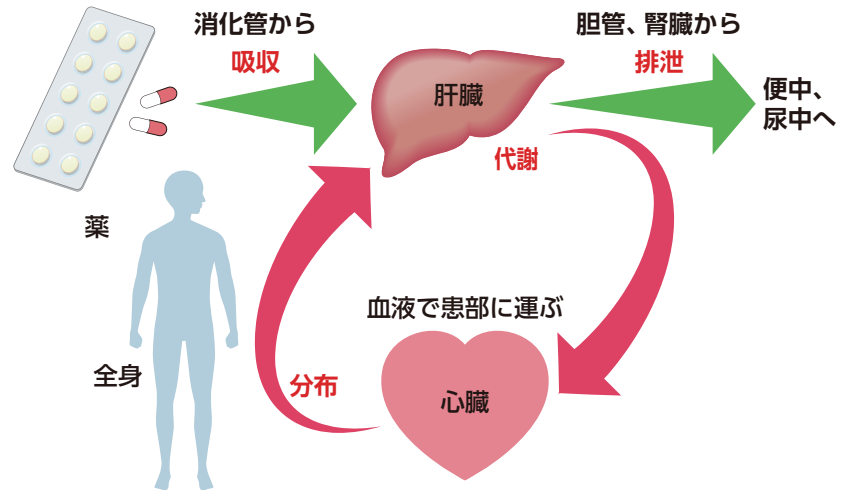 消化管から
吸収
胆管、腎臓から
排泄
肝臓
便中、
尿中へ
代謝
薬
血液で患部に運ぶ
全身
分布
心臓